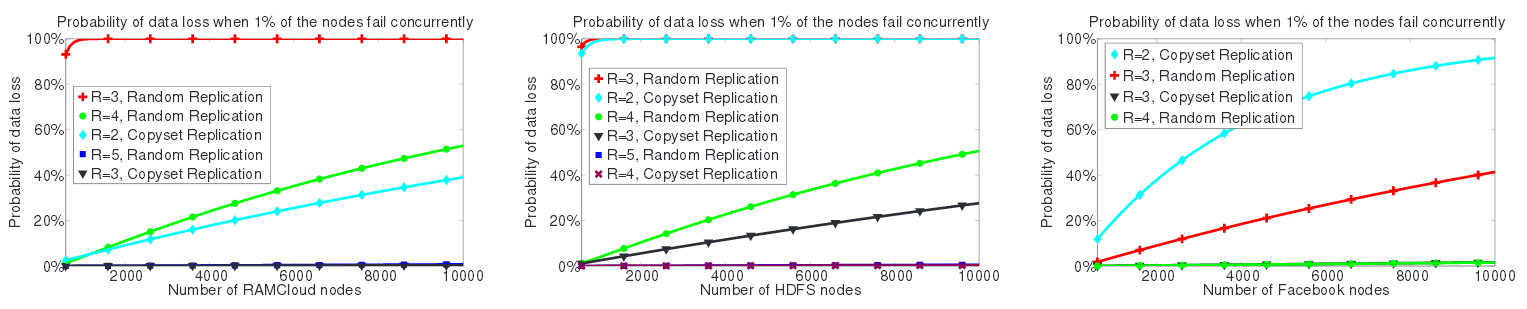 Probability of data loss when 1% of the nodes fail concurrently
Probability of data loss
100%
80%
60%
40%
20%
0%
R=3, Random Replication
R=4, Random Replication
R=2, Copyset Replication
R=5, Random Replication
R=3, Copyset Replication
2000 4000 6000 8000 10000
Number of RAMCloud nodes
Probability of data loss when 1% of the nodes fail concurrently
Probability of data loss
100%
80%
60%
40%
20%
0%
R=3, Random Replication
R=2, Copyset Replication
R=4, Random Replication
R=3, Copyset Replication
R=5, Random Replication
R=4, Copyset Replication
2000 4000 6000 8000 10000
Number of HDFS nodes
Probability of data loss when 1% of the nodes fail concurrently
Probability of data loss
100%
80%
60%
40%
20%
0%
R=2, Copyset Replication
R=3, Random Replication
R=3, Copyset Replication
R=4, Random Replication
2000 4000 6000 8000 10000
Number of Facebook nodes